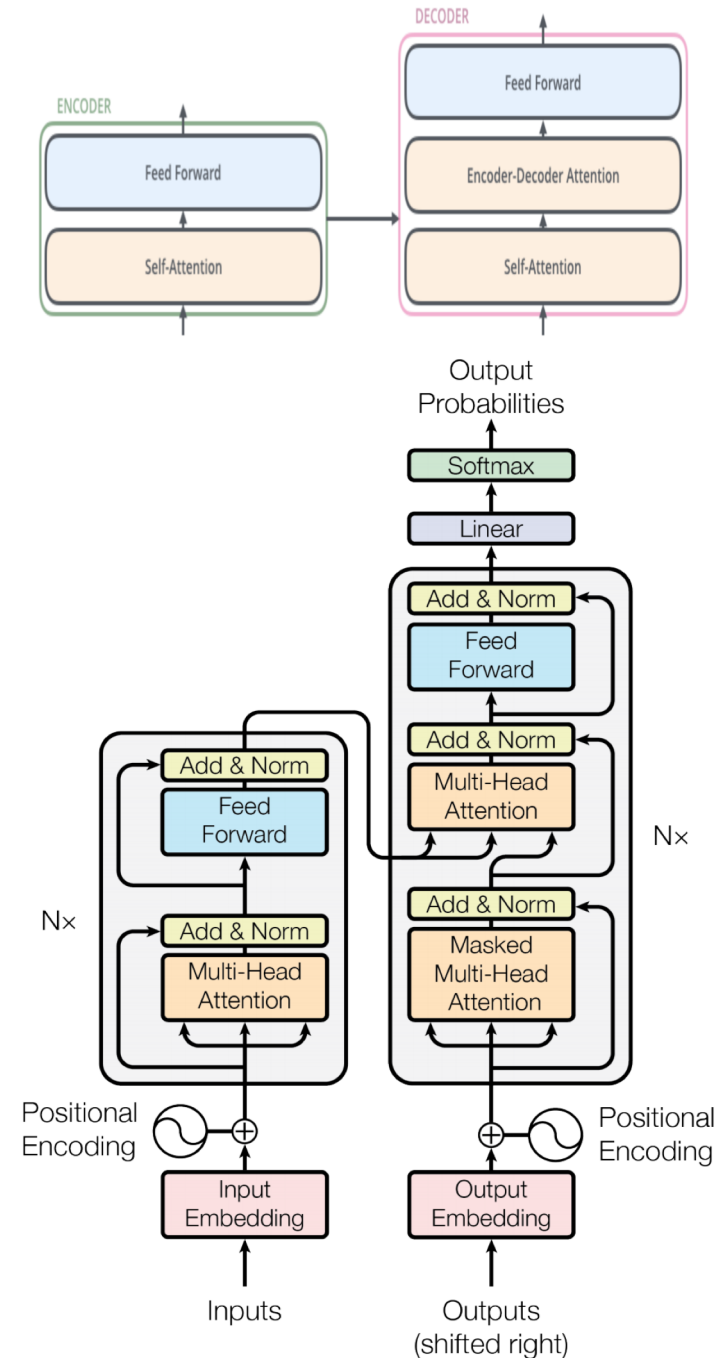 DECODER
Feed Forward
Encoder-Decoder Attention
Self-Attention
ENCODER
Feed Forward
Self-Attention
Output
Probabilities
Softmax
Linear
Add & Norm
Feed
Forward
Add & Norm
Multi-Head
Attention
Nx
Add & Norm
Masked
Multi-Head
Attention
Add & Norm
Feed
Forward
Nx
Add & Norm
Multi-Head
Attention
Positional
Encoding
Positional
Encoding
Input
Embedding
Output
Embedding
Inputs
Outputs
(shifted right)